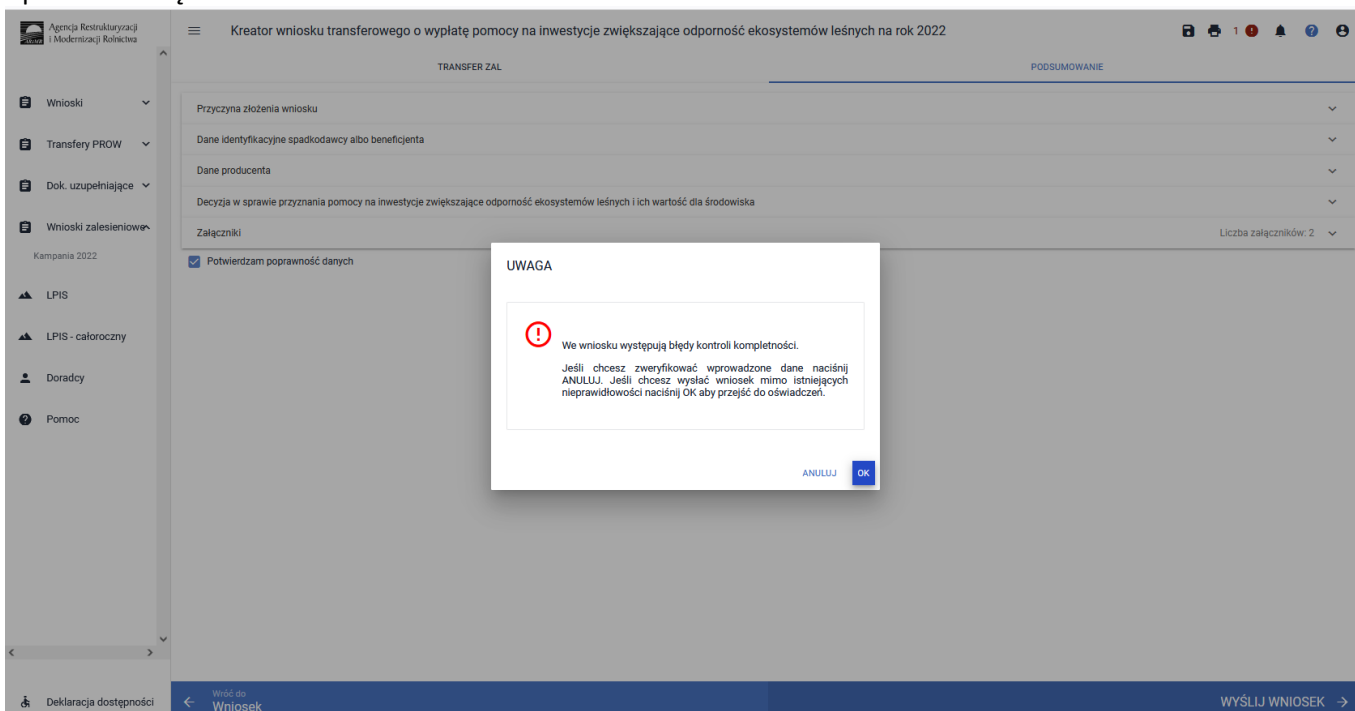 Agencja Restrukturyzacji
i Modernizacji Rolnictwa
Kreator wniosku transferowego o wypłatę pomocy na inwestycje zwiększające odporność ekosystemów leśnych na rok 2022
1
TRANSFER ZAL
PODSUMOWANIE
Wnioski
Transfery PROW
Dok. uzupełniające
Wnioski zalesieniowe
Kampania 2022
LPIS
LPIS - całoroczny
Doradcy
Pomoc
Deklaracja dostępności
Przyczyna złożenia wniosku
Dane identyfikacyjne spadkodawcy albo beneficjenta
Dane producenta
Decyzja w sprawie przyznania pomocy na inwestycje zwiększające odporność ekosystemów leśnych i ich wartość dla środowiska
Załączniki
Liczba załączników: 2
Potwierdzam poprawność danych
UWAGA
We wniosku występują błędy kontroli kompletności.
Jeśli chcesz zweryfikować wprowadzone dane naciśnij
ANULUJ. Jeśli chcesz wysłać wniosek mimo istniejących
nieprawidłowości naciśnij OK aby przejść do oświadczeń.
ANULUJ
OK
Wróć do
Wniosek
WYŚLIJ WNIOSEK